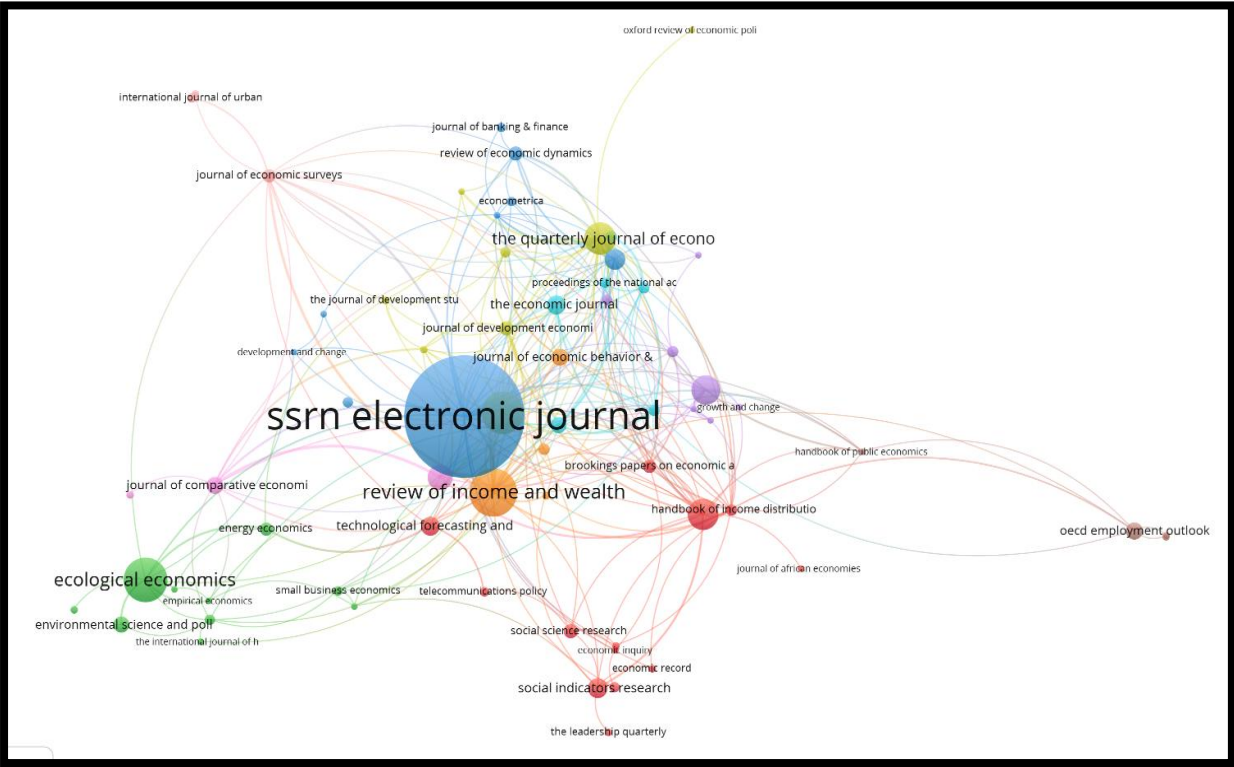 oxford review of economic poli
international journal of urban
journal of banking & finance
review of economic dynamics
journal of economic surveys
econometrica
the quarterly journal of econo
proceedings of the national ac
the journal of development stu
the economic journal
journal of development economi
development and change
journal of economic behavior &
growth and change
ssrn electronic journal
handbook of public economics
brookings papers on economic a
journal of comparative economi
review of income and wealth
handbook of income distributio
technological forecasting and
energy economics
oecd employment outlook
journal of african economies
ecological economics
small business economics
telecommunications policy
empirical economics
environmental science and poll
social science research
the international journal of h
economic inquiry
economic record
social indicators research
the leadership quarterly